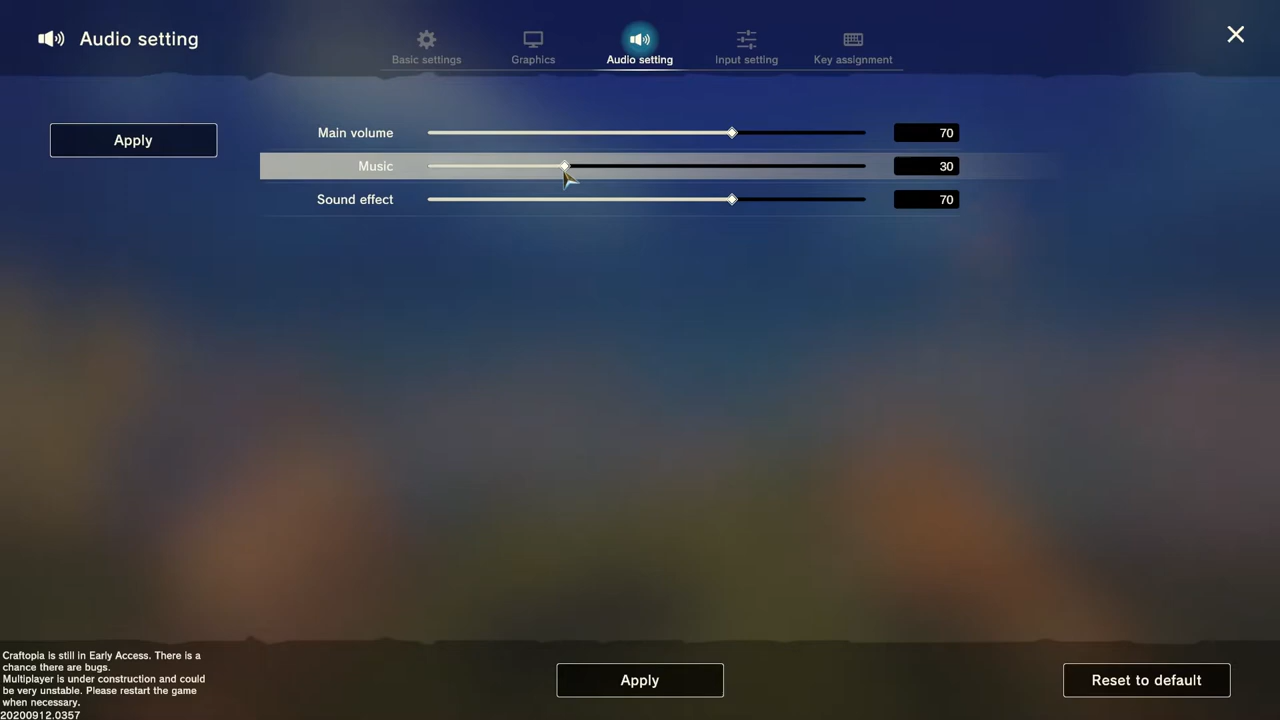 Audio setting
Basic settings
Graphics
Audio setting
Input setting
Key assignment
Apply
Main volume
70
Music
30
Sound effect
70
Craftopia is still in Early Access. There is a
chance there are bugs.
Multiplayer is under construction and could
be very unstable. Please restart the game
when necessary.
20200912.0357
Apply
Reset to default